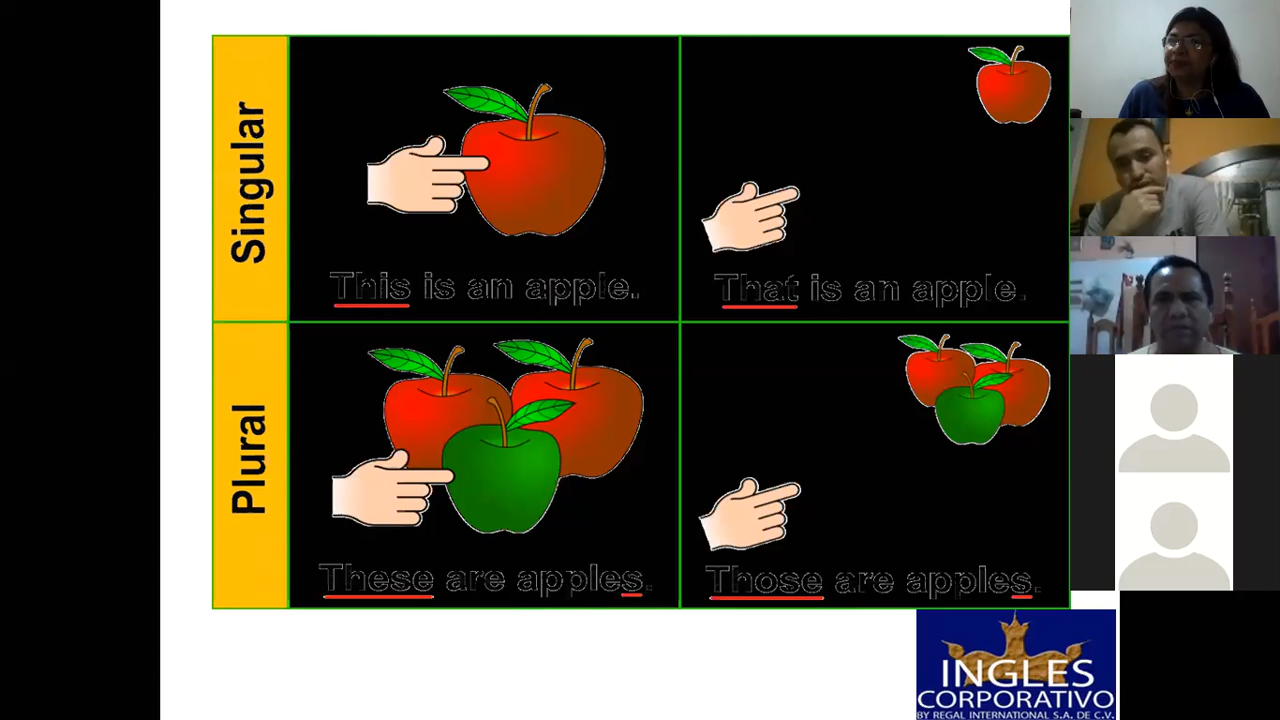 Singular
This is an apple.
That is an apple.
Plural
These are apples.
Those are apples.
INGLES
CORPORATIVO
BY REGAL INTERNATIONAL S.A. DE C.V.